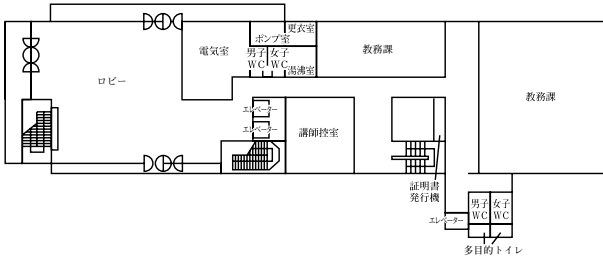 更衣室
ポンプ室
電気室
男子
WC
女子
WC
湯沸室
教務課
ロビー
教務課
エレベーター
エレベーター
講師控室
証明書
発行機
男子
WC
女子
WC
エレベーター
多目的トイレ